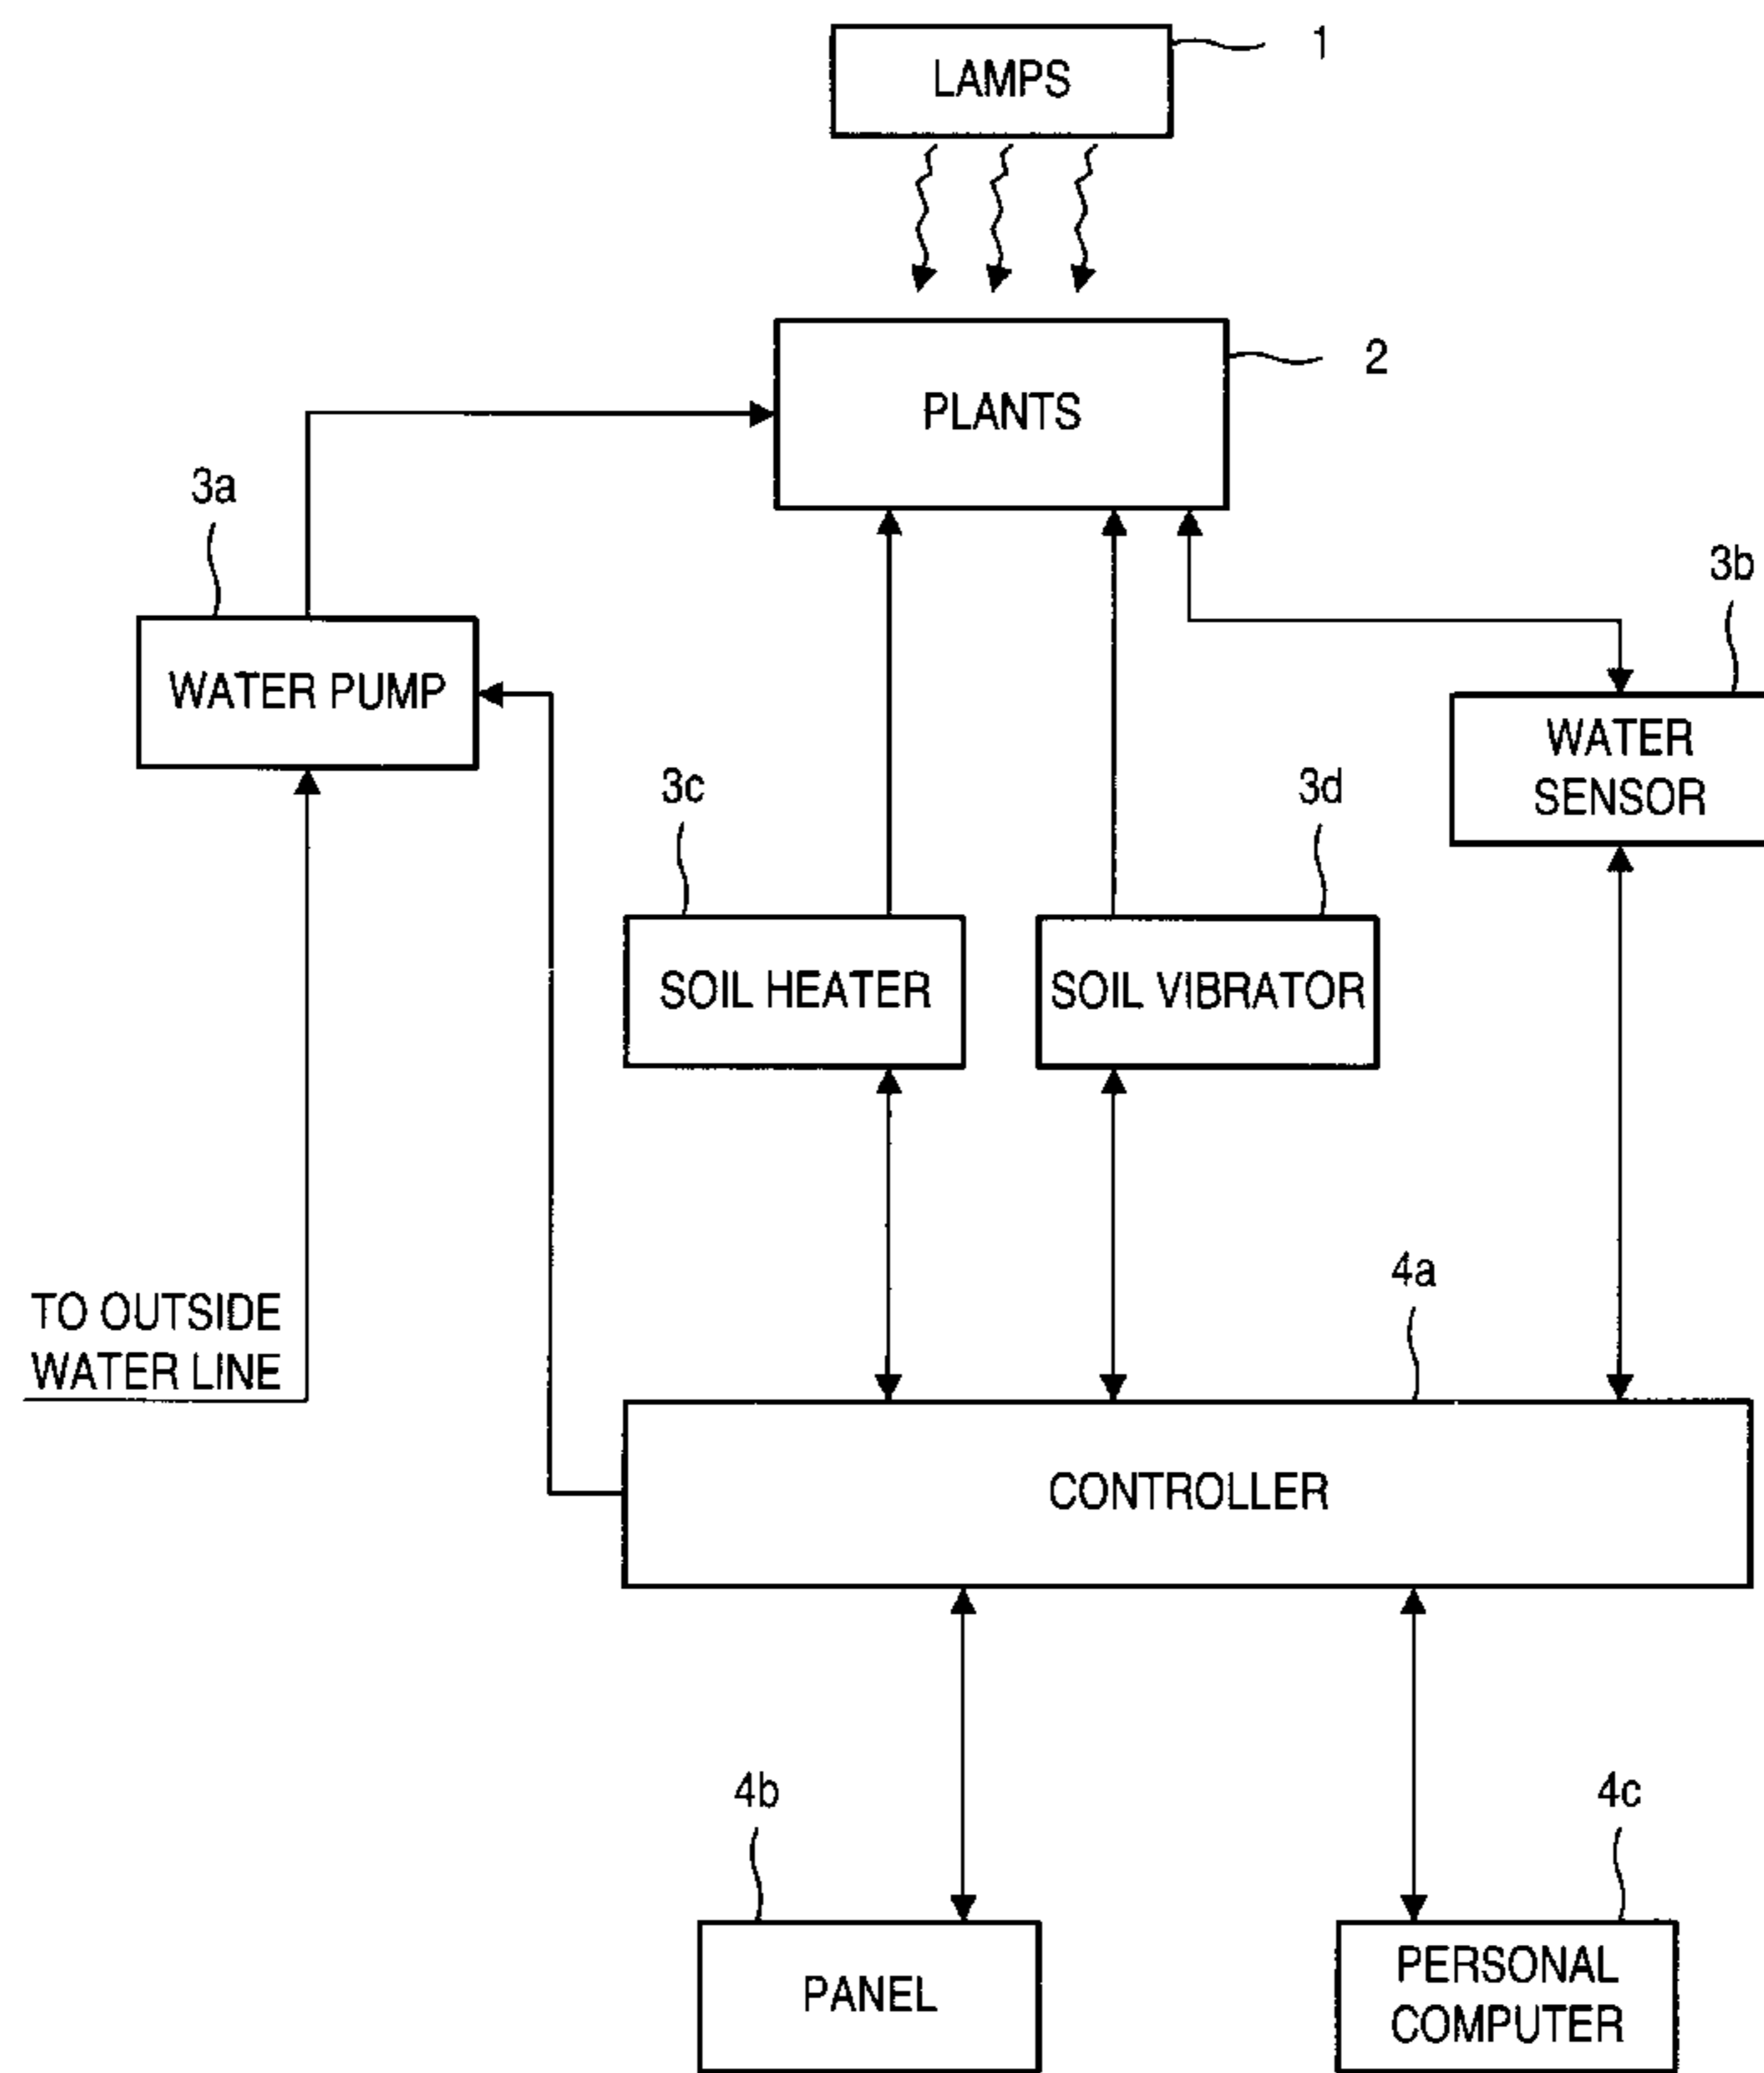 1
LAMPS
2
PLANTS
3a
3b
WATER PUMP
WATER
SENSOR
3c
3d
SOIL HEATER
SOIL VIBRATOR
4a
TO OUTSIDE
WATER LINE
CONTROLLER
4b
4c
PANEL
PERSONAL
COMPUTER